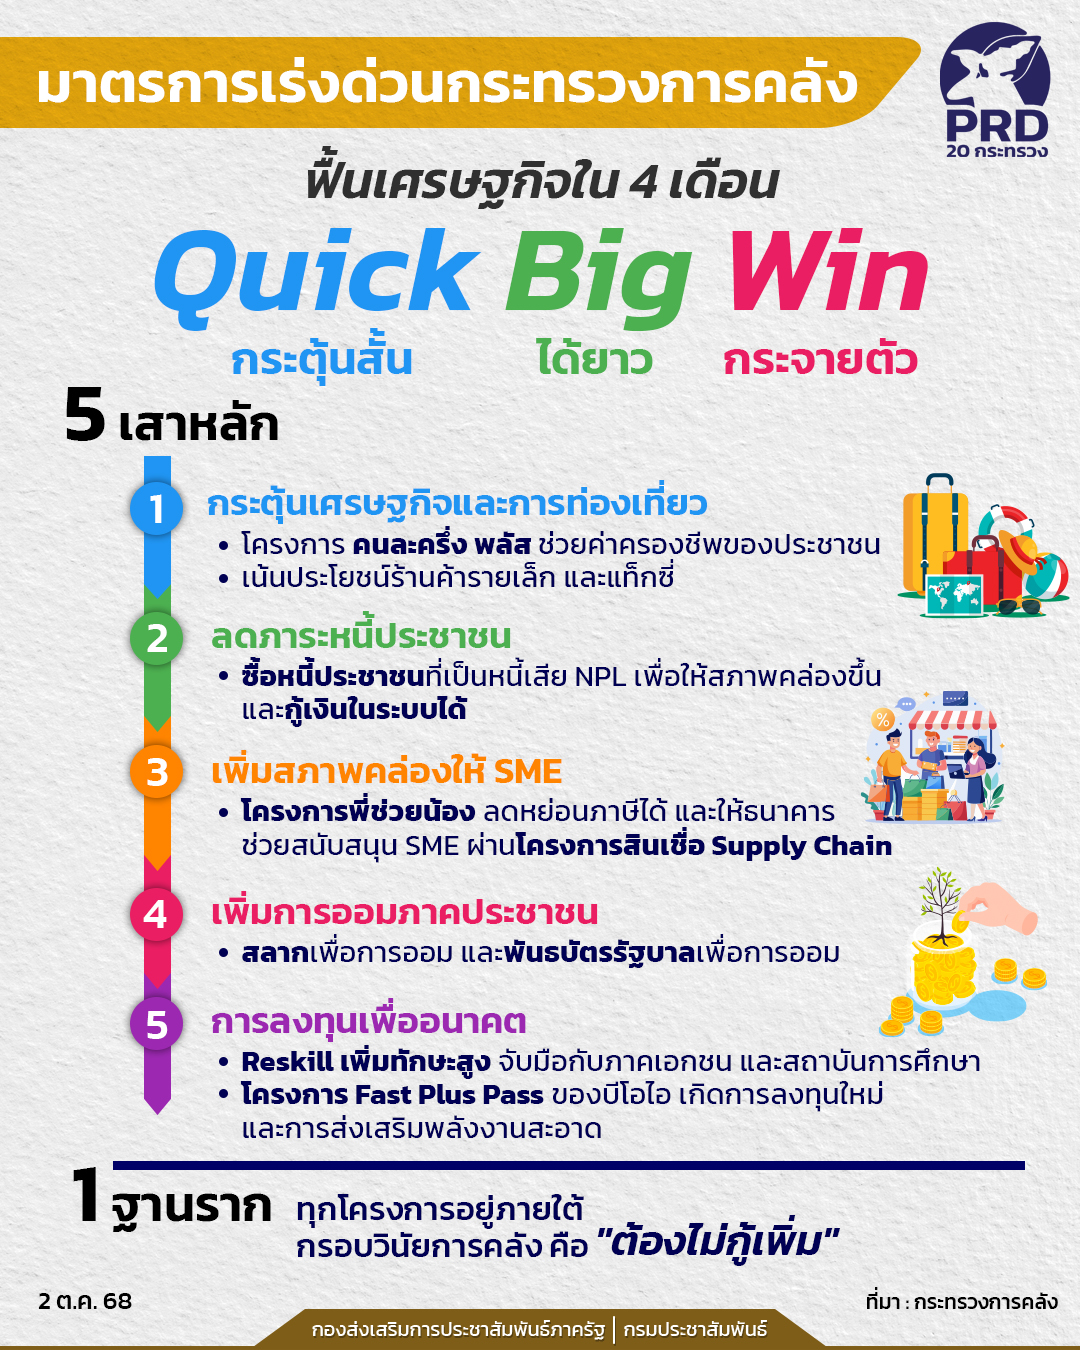 มาตรการเร่งด่วนกระทรวงการคลัง
PRD
20 กระทรวง
ฟื้นเศรษฐกิจใน 4 เดือน
Quick Big Win
กระตุ้นสั้น ได้ยาว กระจายตัว
5 เสาหลัก
1 กระตุ้นเศรษฐกิจและการท่องเที่ยว
• โครงการ คนละครึ่ง พลัส ช่วยค่าครองชีพของประชาชน
• เน้นประโยชน์ร้านค้ารายเล็ก และแท็กซี่
2 ลดภาระหนี้ประชาชน
• ซื้อหนี้ประชาชนที่เป็นหนี้เสีย NPL เพื่อให้สภาพคล่องขึ้น
และกู้เงินในระบบได้
%
3 เพิ่มสภาพคล่องให้ SME
• โครงการพี่ช่วยน้อง ลดหย่อนภาษีได้ และให้ธนาคาร
ช่วยสนับสนุน SME ผ่านโครงการสินเชื่อ Supply Chain
4 เพิ่มการออมภาคประชาชน
• สลากเพื่อการออม และพันธบัตรรัฐบาลเพื่อการออม
5 การลงทุนเพื่ออนาคต
• Reskill เพิ่มทักษะสูง จับมือกับภาคเอกชน และสถาบันการศึกษา
• โครงการ Fast Plus Pass ของบีโอไอ เกิดการลงทุนใหม่
และการส่งเสริมพลังงานสะอาด
1 ฐานราก
ทุกโครงการอยู่ภายใต้
กรอบวินัยการคลัง คือ "ต้องไม่กู้เพิ่ม"
2 ต.ค. 68
ที่มา : กระทรวงการคลัง
กองส่งเสริมการประชาสัมพันธ์ภาครัฐ | กรมประชาสัมพันธ์